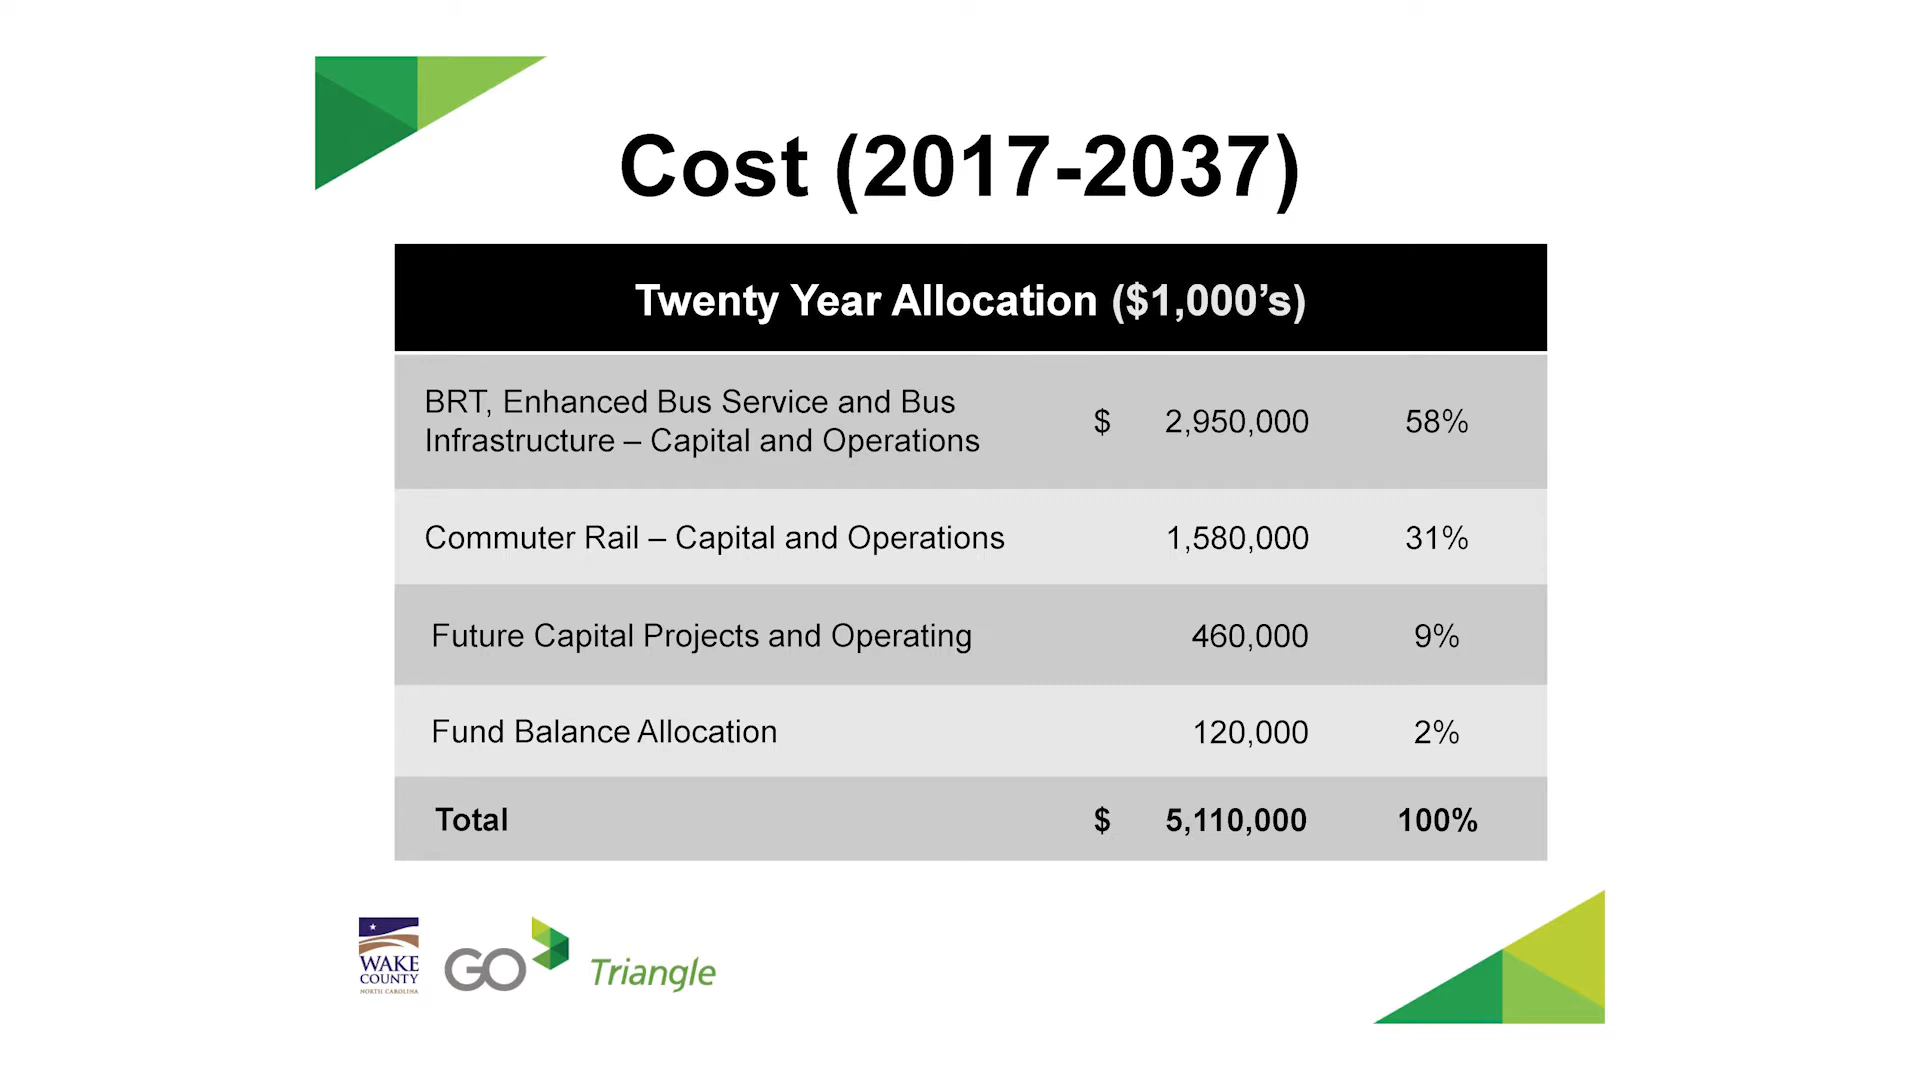 Cost (2017-2037)
Twenty Year Allocation ($1,000’s)
BRT, Enhanced Bus Service and Bus
Infrastructure – Capital and Operations $ 2,950,000 58%
Commuter Rail – Capital and Operations 1,580,000 31%
Future Capital Projects and Operating 460,000 9%
Fund Balance Allocation 120,000 2%
Total $ 5,110,000 100%
WAKE
COUNTY
NORTH CAROLINA
GO Triangle